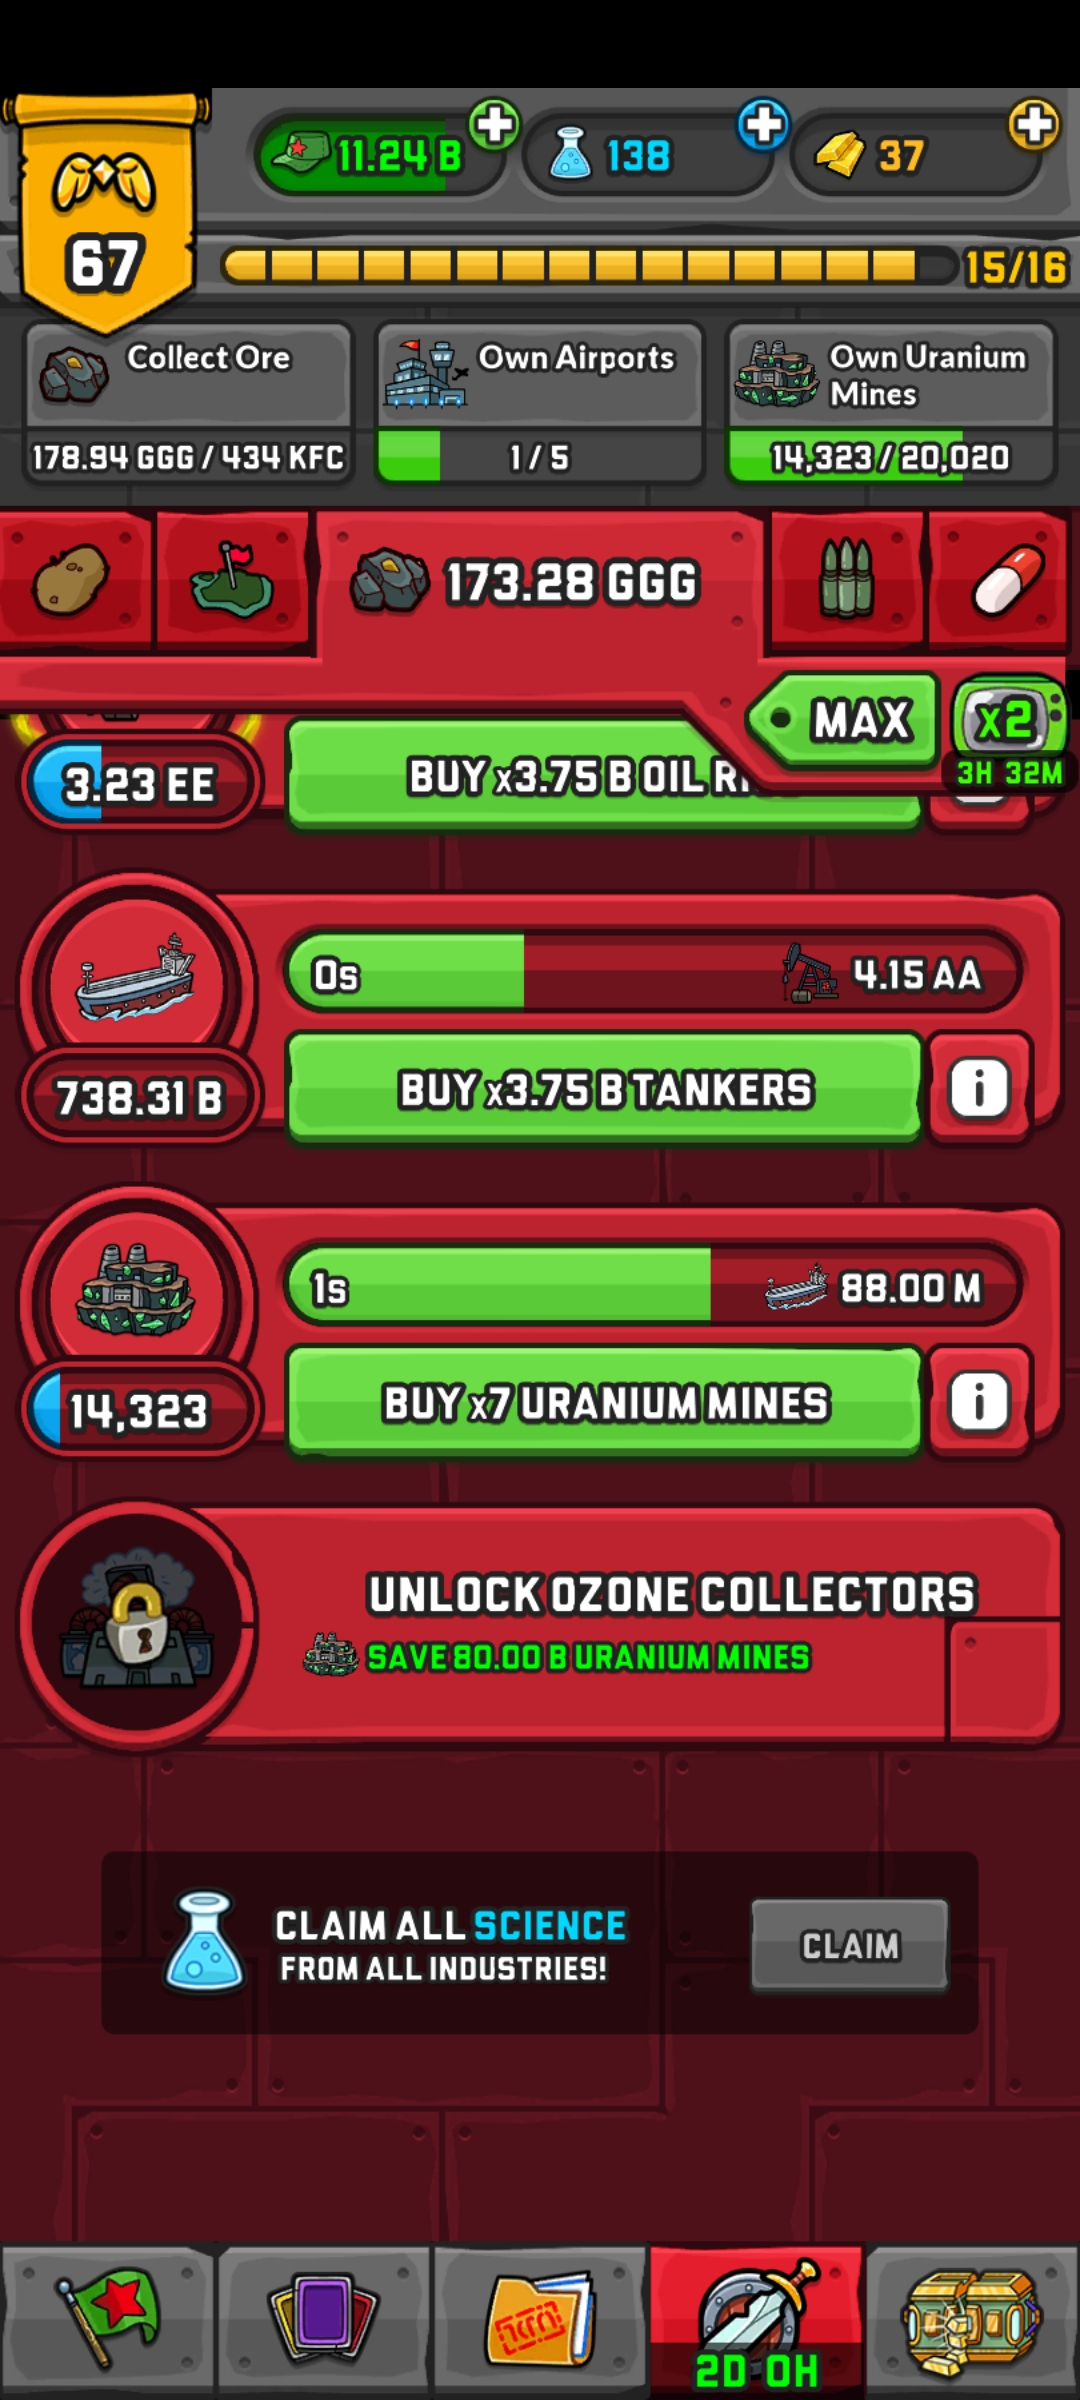 67
11.24 B
138
37
15/16
Collect Ore
178.94 GGG / 434 KFC
Own Airports
1 / 5
Own Uranium
Mines
14,323 / 20,020
173.28 GGG
MAX
x2
3H 32M
3.23 EE
BUY x3.75 B OIL
0s
4.15 AA
738.31 B
BUY x3.75 B TANKERS
i
1s
88.00 M
14,323
BUY x7 URANIUM MINES
i
UNLOCK OZONE COLLECTORS
SAVE 80.00 B URANIUM MINES
CLAIM ALL SCIENCE
FROM ALL INDUSTRIES!
CLAIM
2D 0H